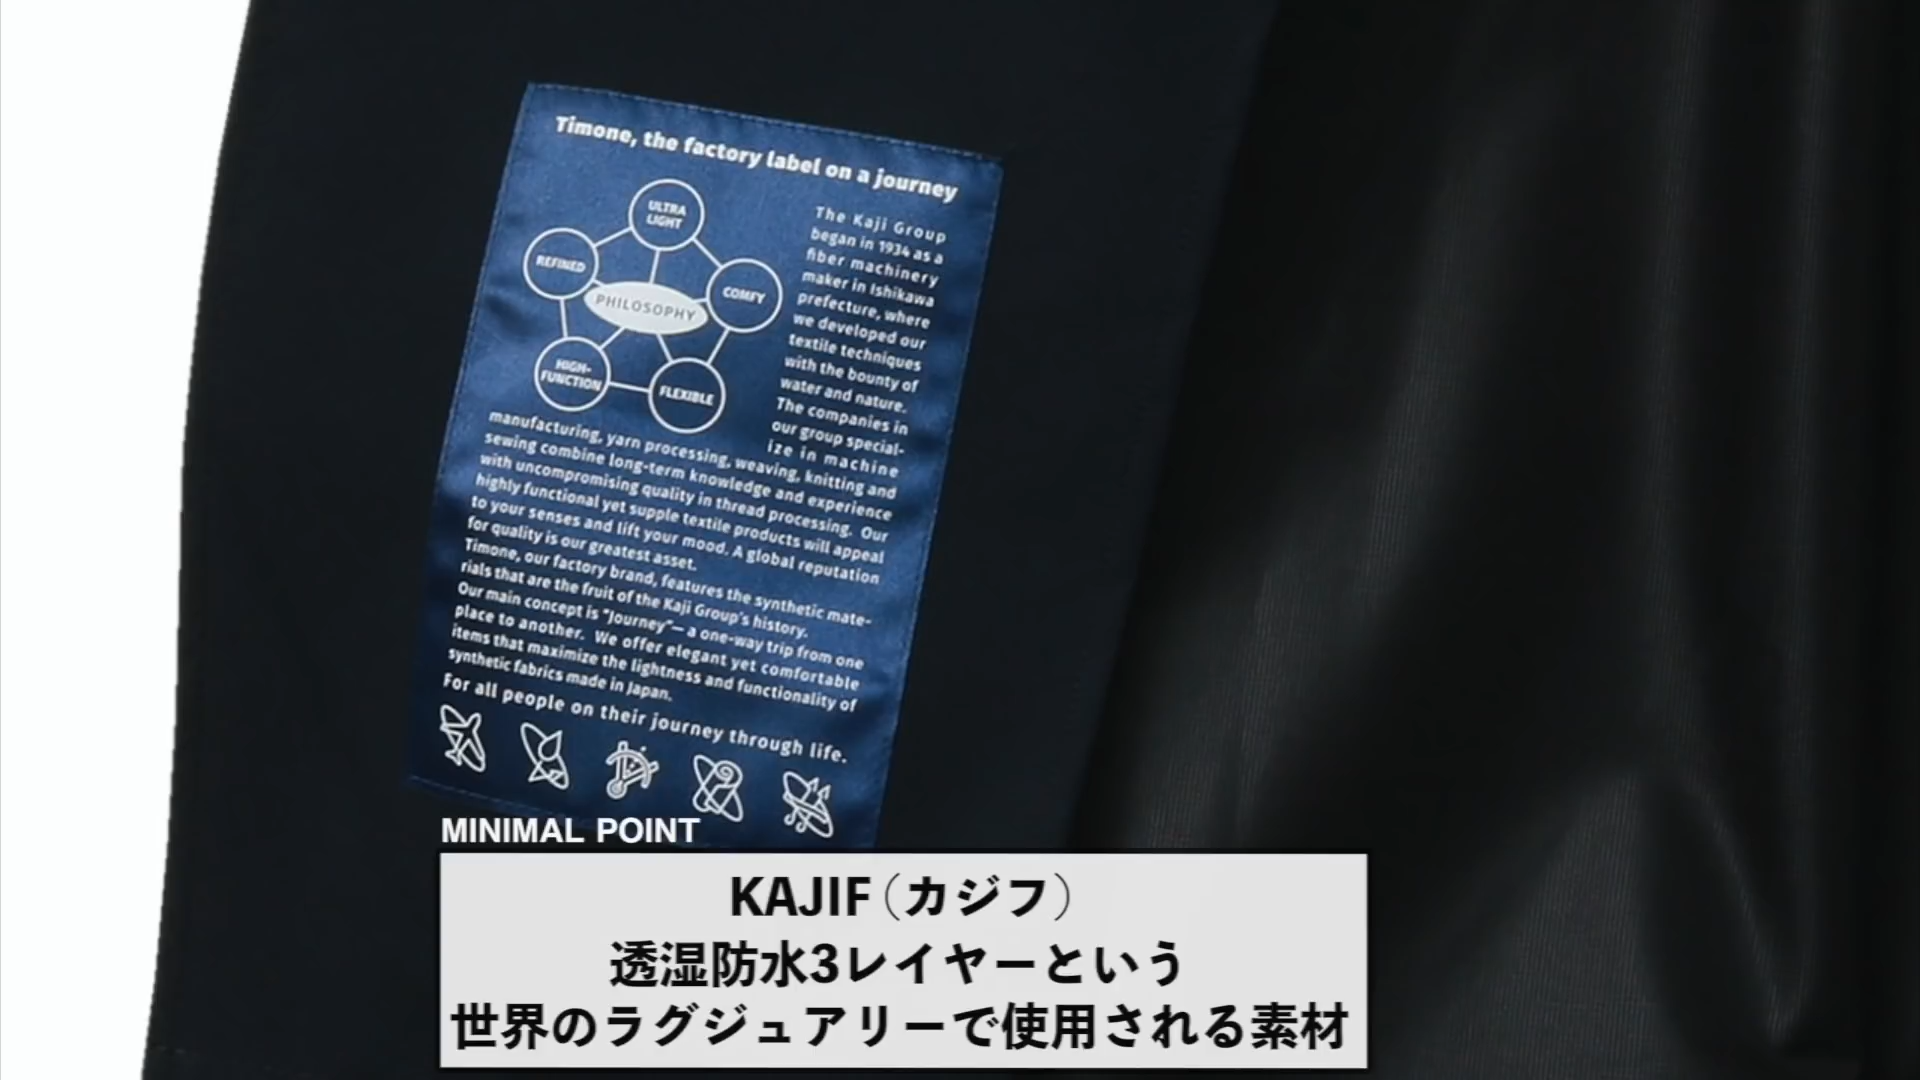 Timone, the factory label on a journey
ULTRA
LIGHT
REFINED
COMFY
PHILOSOPHY
HIGH-
FUNCTION
FLEXIBLE
The Kaji Group
began in 1934 as a
fiber machinery
maker in Ishikawa
prefecture, where
we developed our
textile techniques
with the bounty of
water and nature.
The companies in
our group special-
ize in machine
manufacturing, yarn processing, weaving, knitting and
sewing combine long-term knowledge and experience
with uncompromising quality in thread processing. Our
highly functional yet supple textile products will appeal
to your senses and lift your mood. A global reputation
for quality is our greatest asset.
Timone, our factory brand, features the synthetic mate-
rials that are the fruit of the Kaji Group's history.
Our main concept is "Journey"— a one-way trip from one
place to another. We offer elegant yet comfortable
items that maximize the lightness and functionality of
synthetic fabrics made in Japan.
For all people on their journey through life.
MINIMAL POINT
KAJIF（カジフ）
透湿防水3レイヤーという
世界のラグジュアリーで使用される素材